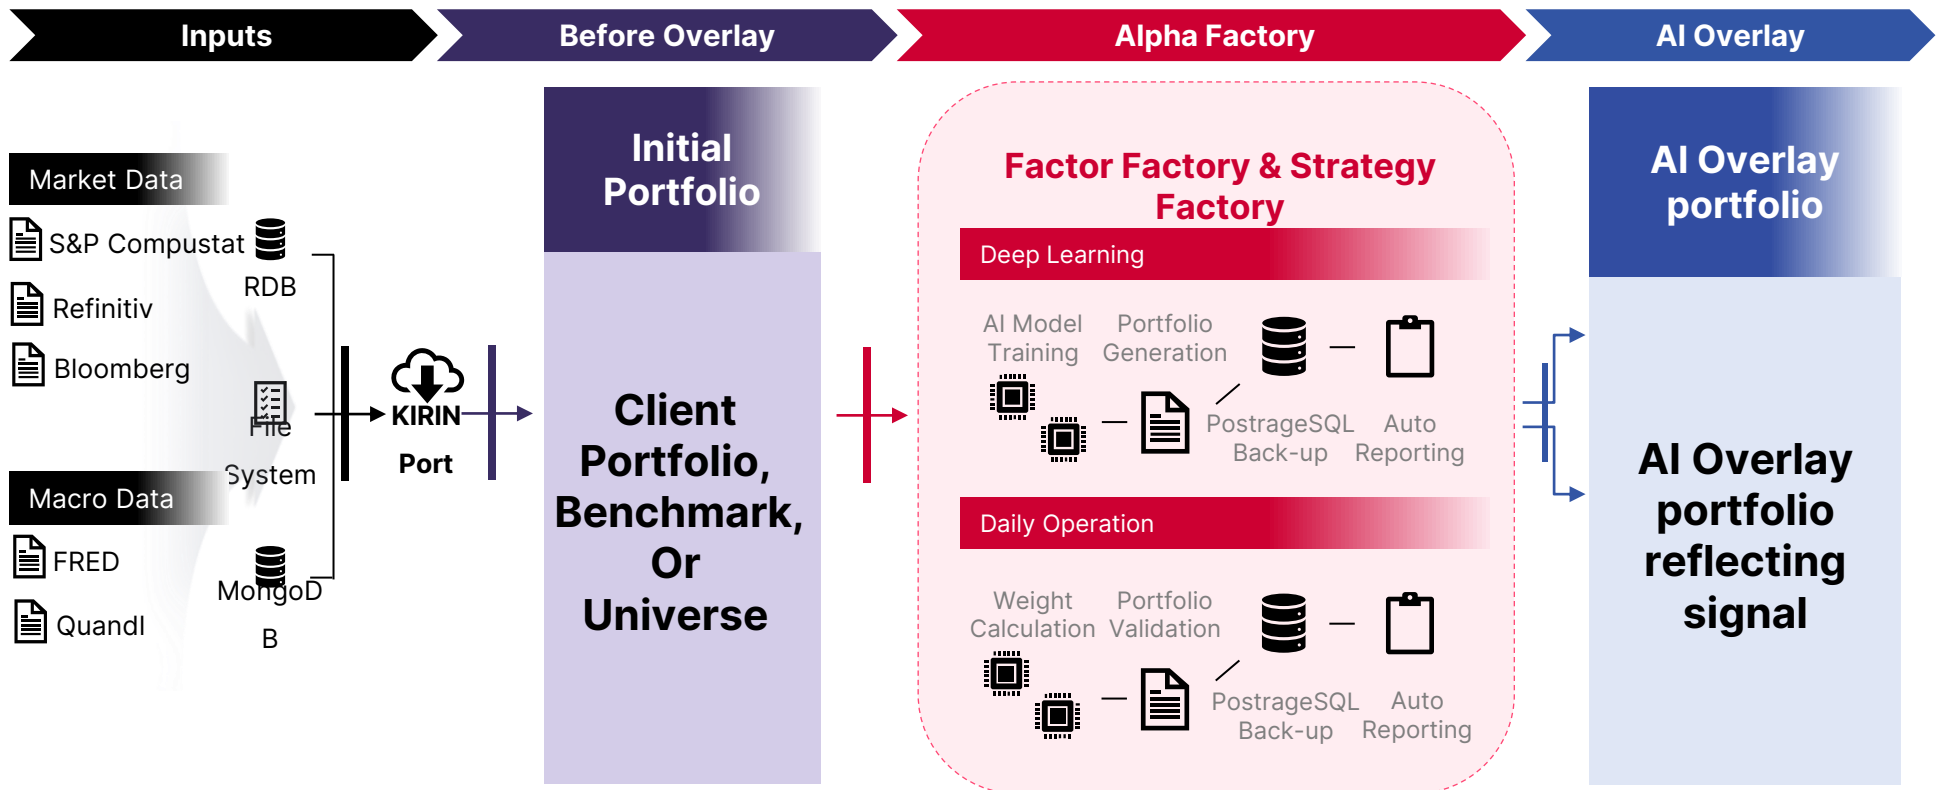 Inputs
Before Overlay
Alpha Factory
AI Overlay
Market Data
S&P Compustat
Refinitiv
Bloomberg
Macro Data
FRED
Quandl
RDB
File
System
MongoD
B
KIRIN
Port
Initial
Portfolio
Client
Portfolio,
Benchmark,
Or
Universe
Factor Factory & Strategy
Factory
Deep Learning
AI Model
Training
Portfolio
Generation
PostrageSQL
Back-up
Auto
Reporting
Daily Operation
Weight
Calculation
Portfolio
Validation
PostrageSQL
Back-up
Auto
Reporting
AI Overlay
portfolio
AI Overlay
portfolio
reflecting
signal